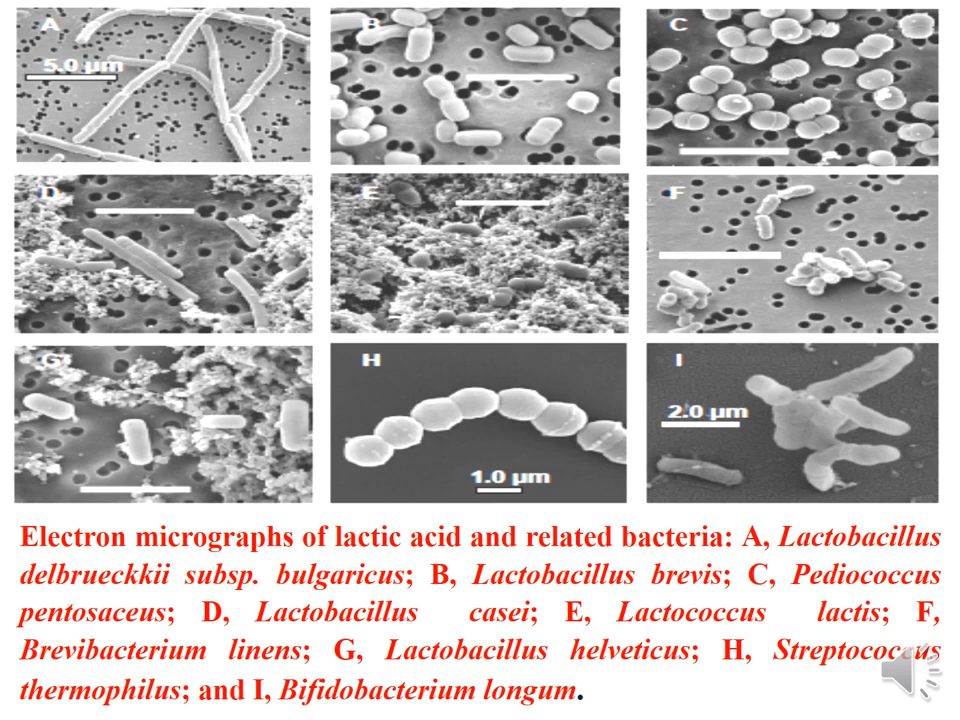 A
5.0 µm
B
C
D
E
F
G
H
1.0 µm
I
2.0 µm
Electron micrographs of lactic acid and related bacteria: A, Lactobacillus
delbrueckkii subsp. bulgaricus; B, Lactobacillus brevis; C, Pediococcus
pentosaceus; D, Lactobacillus casei; E, Lactococcus lactis; F,
Brevibacterium linens; G, Lactobacillus helveticus; H, Streptococcus
thermophilus; and I, Bifidobacterium longum.